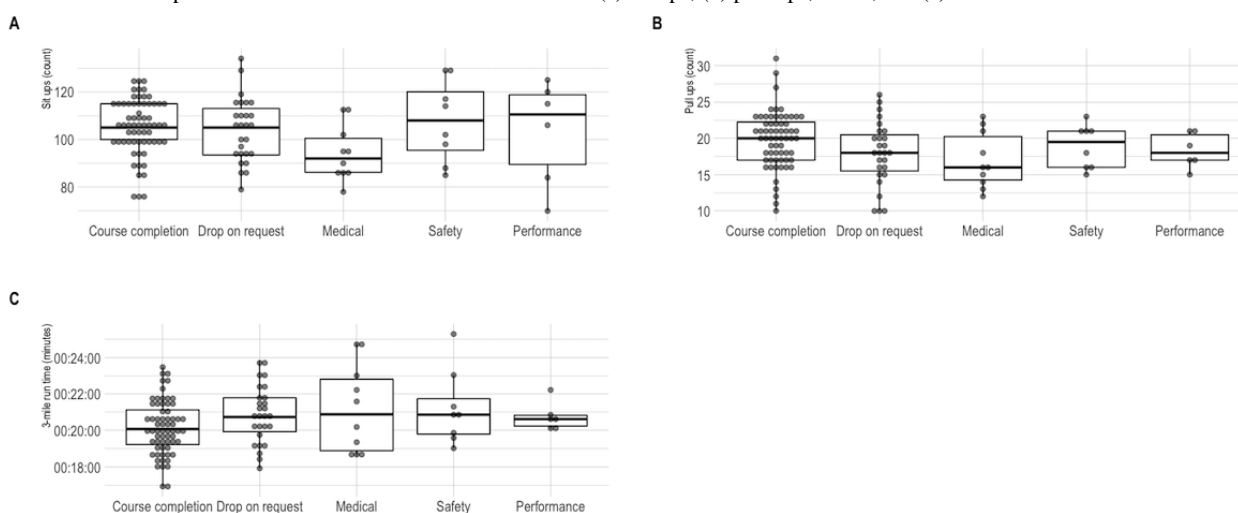 A
Sit ups (count)
120
100
80
Course completion Drop on request Medical Safety Performance
B
Pull ups (count)
30
25
20
15
10
Course completion Drop on request Medical Safety Performance
C
3-mile run time (minutes)
00:24:00
00:22:00
00:20:00
00:18:00
Course completion Drop on request Medical Safety Performance